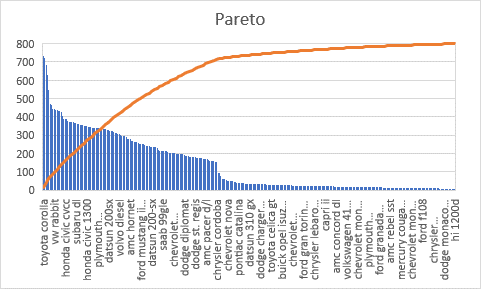 Pareto
800
700
600
500
400
300
200
100
0
toyota corolla
vw rabbit
honda civic cvcc
subaru dl
honda civic 1300
plymouth...
datsun 200sx
volvo diesel
amc hornet
ford mustang ii...
datsun 200-sx
saab 99gle
chevrolet...
dodge diplomat
dodge st. regis
amc pacer d/l
chrysler cordoba
chevrolet nova
pontiac catalina
datsun 310 gx
dodge charger...
toyota celica gt
buick opel isuz...
chevrolet...
ford gran torin...
chrysler lebaro...
capri ii
amc concord dl
volkswagen 41...
chevrolet mon...
plymouth...
ford granada...
amc rebel sst
mercury couga...
chevrolet mon...
ford f108
chrysler...
dodge monaco...
hi 1200d